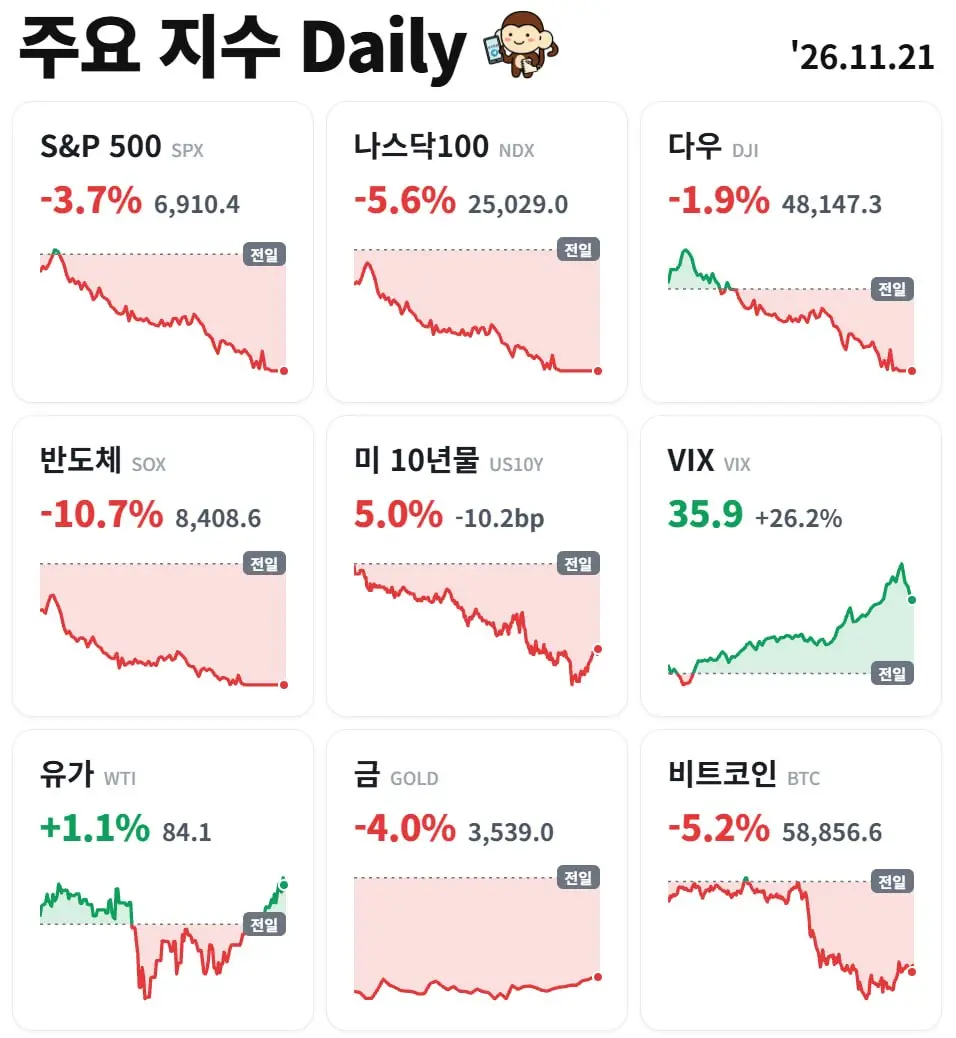 주요 지수 Daily
'26.11.21
S&P 500 SPX
-3.7% 6,910.4
전일
나스닥100 NDX
-5.6% 25,029.0
전일
다우 DJI
-1.9% 48,147.3
전일
반도체 SOX
-10.7% 8,408.6
전일
미 10년물 US10Y
5.0% -10.2bp
전일
VIX VIX
35.9 +26.2%
전일
유가 WTI
+1.1% 84.1
전일
금 GOLD
-4.0% 3,539.0
전일
비트코인 BTC
-5.2% 58,856.6
전일